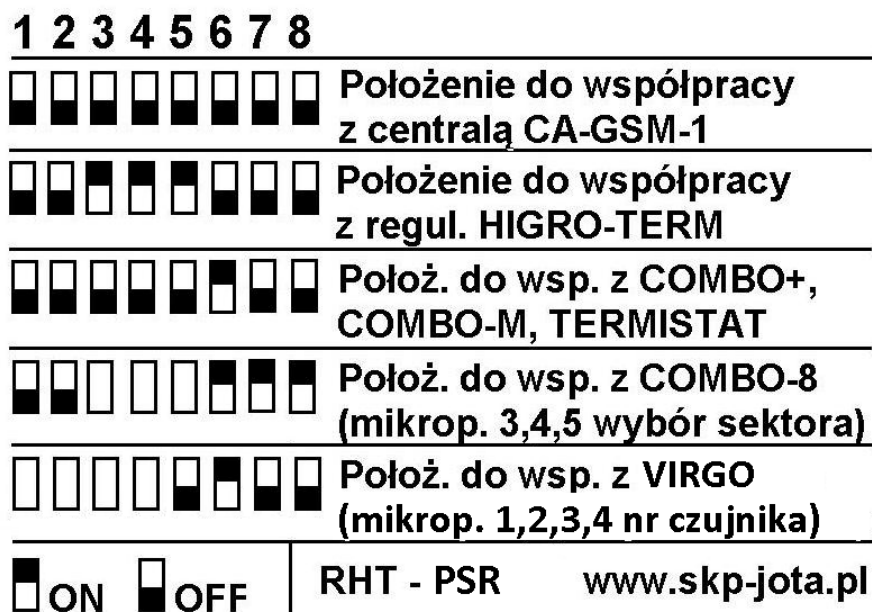 1 2 3 4 5 6 7 8
Położenie do współpracy
z centralą CA-GSM-1
Położenie do współpracy
z regul. HIGRO-TERM
Położ. do wsp. z COMBO+,
COMBO-M, TERMISTAT
Położ. do wsp. z COMBO-8
(mikrop. 3,4,5 wybór sektora)
Położ. do wsp. z VIRGO
(mikrop. 1,2,3,4 nr czujnika)
ON OFF RHT - PSR www.skp-jota.pl